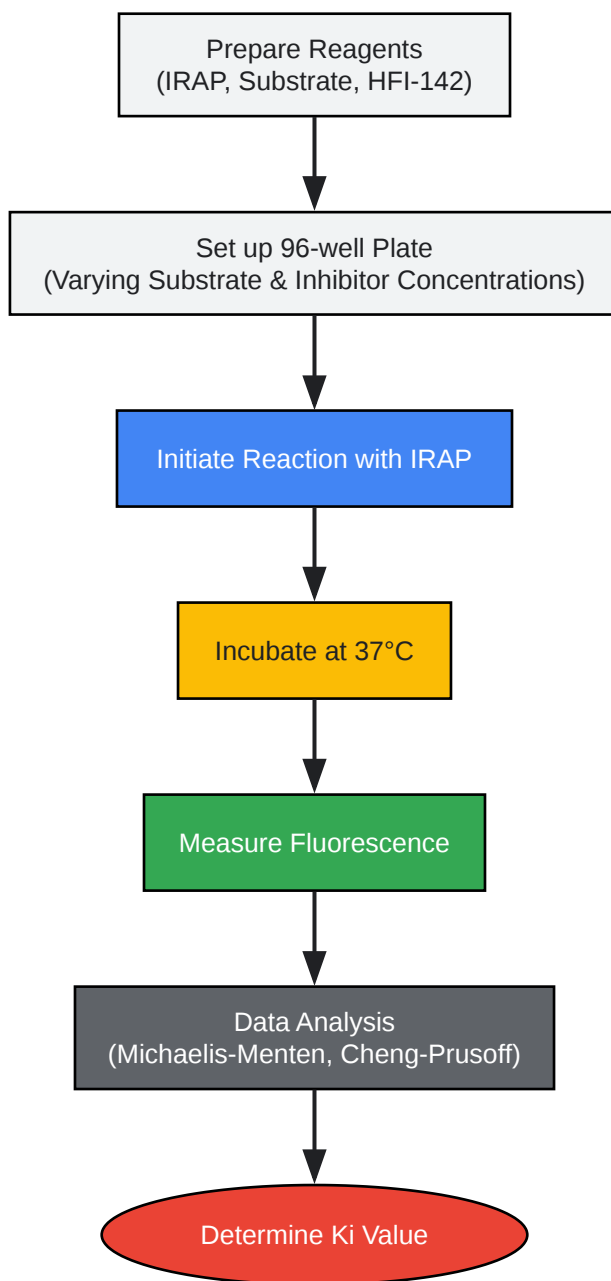 Prepare Reagents
(IRAP, Substrate, HFI-142)
Set up 96-well Plate
(Varying Substrate & Inhibitor Concentrations)
Initiate Reaction with IRAP
Incubate at 37°C
Measure Fluorescence
Data Analysis
(Michaelis-Menten, Cheng-Prusoff)
Determine Ki Value